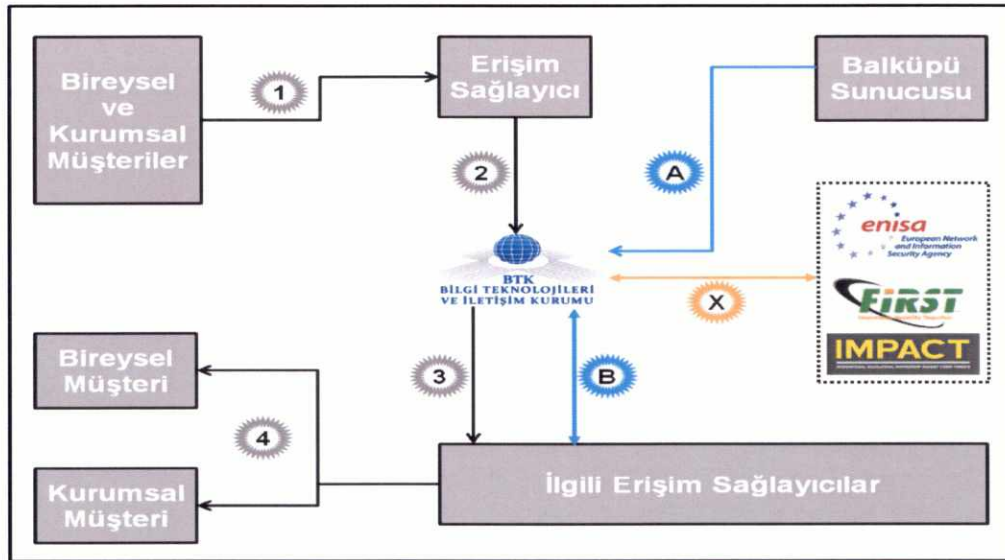 Bireysel
ve
Kurumsal
Müşteriler
1
Erişim
Sağlayıcı
Balküpü
Sunucusu
2
A
enisa
European Network
and Information
Security Agency
BTK
BİLGİ TEKNOLOJİLERİ
VE İLETİŞİM KURUMU
X
FiRST
IMPACT
Bireysel
Müşteri
3
B
4
Kurumsal
Müşteri
İlgili Erişim Sağlayıcılar